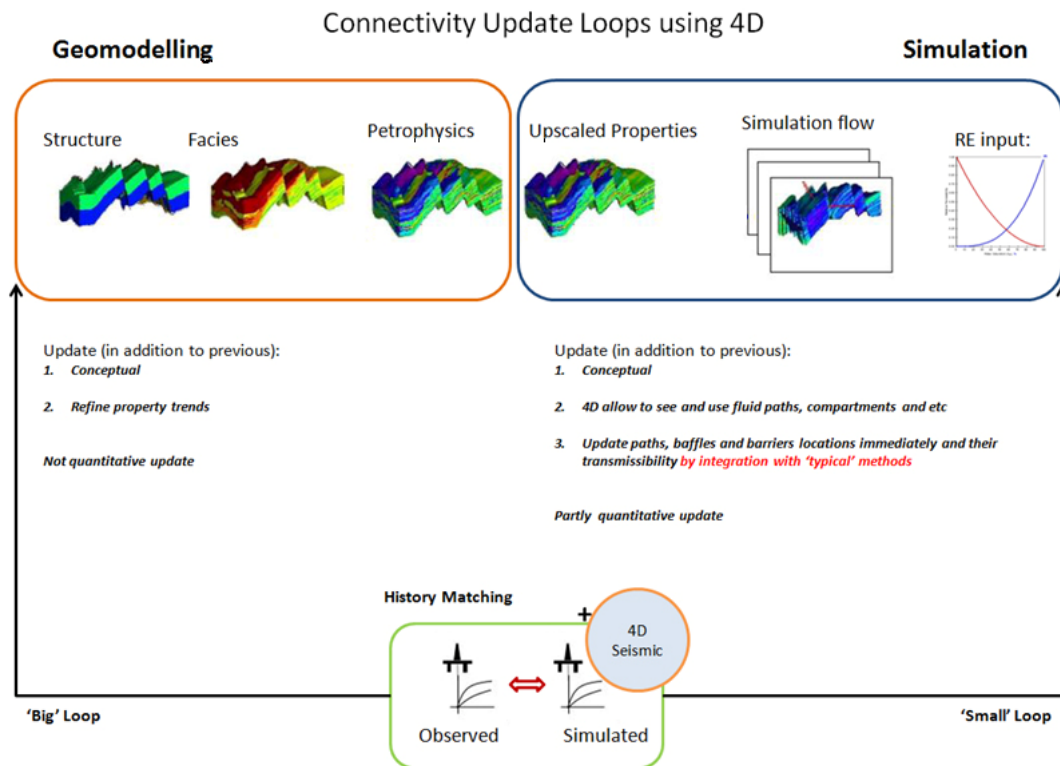 Connectivity Update Loops using 4D
Geomodelling
Simulation
Structure
Facies
Petrophysics
Upscaled Properties
Simulation flow
RE input:
Update (in addition to previous):
1. Conceptual
2. Refine property trends
Not quantitative update
Update (in addition to previous):
1. Conceptual
2. 4D allow to see and use fluid paths, compartments and etc
3. Update paths, baffles and barriers locations immediately and their
transmissibility by integration with ‘typical’ methods
Partly quantitative update
History Matching
+
4D
Seismic
Observed
Simulated
‘Big’ Loop
‘Small’ Loop